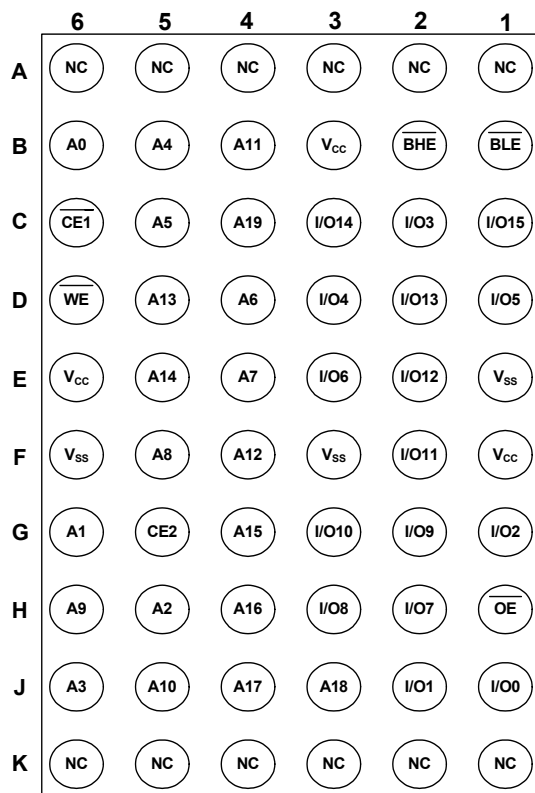 6 5 4 3 2 1
A NC NC NC NC NC NC
B A0 A4 A11 VCC BHE BLE
C CE1 A5 A19 I/O14 I/O3 I/O15
D WE A13 A6 I/O4 I/O13 I/O5
E VCC A14 A7 I/O6 I/O12 VSS
F VSS A8 A12 VSS I/O11 VCC
G A1 CE2 A15 I/O10 I/O9 I/O2
H A9 A2 A16 I/O8 I/O7 OE
J A3 A10 A17 A18 I/O1 I/O0
K NC NC NC NC NC NC